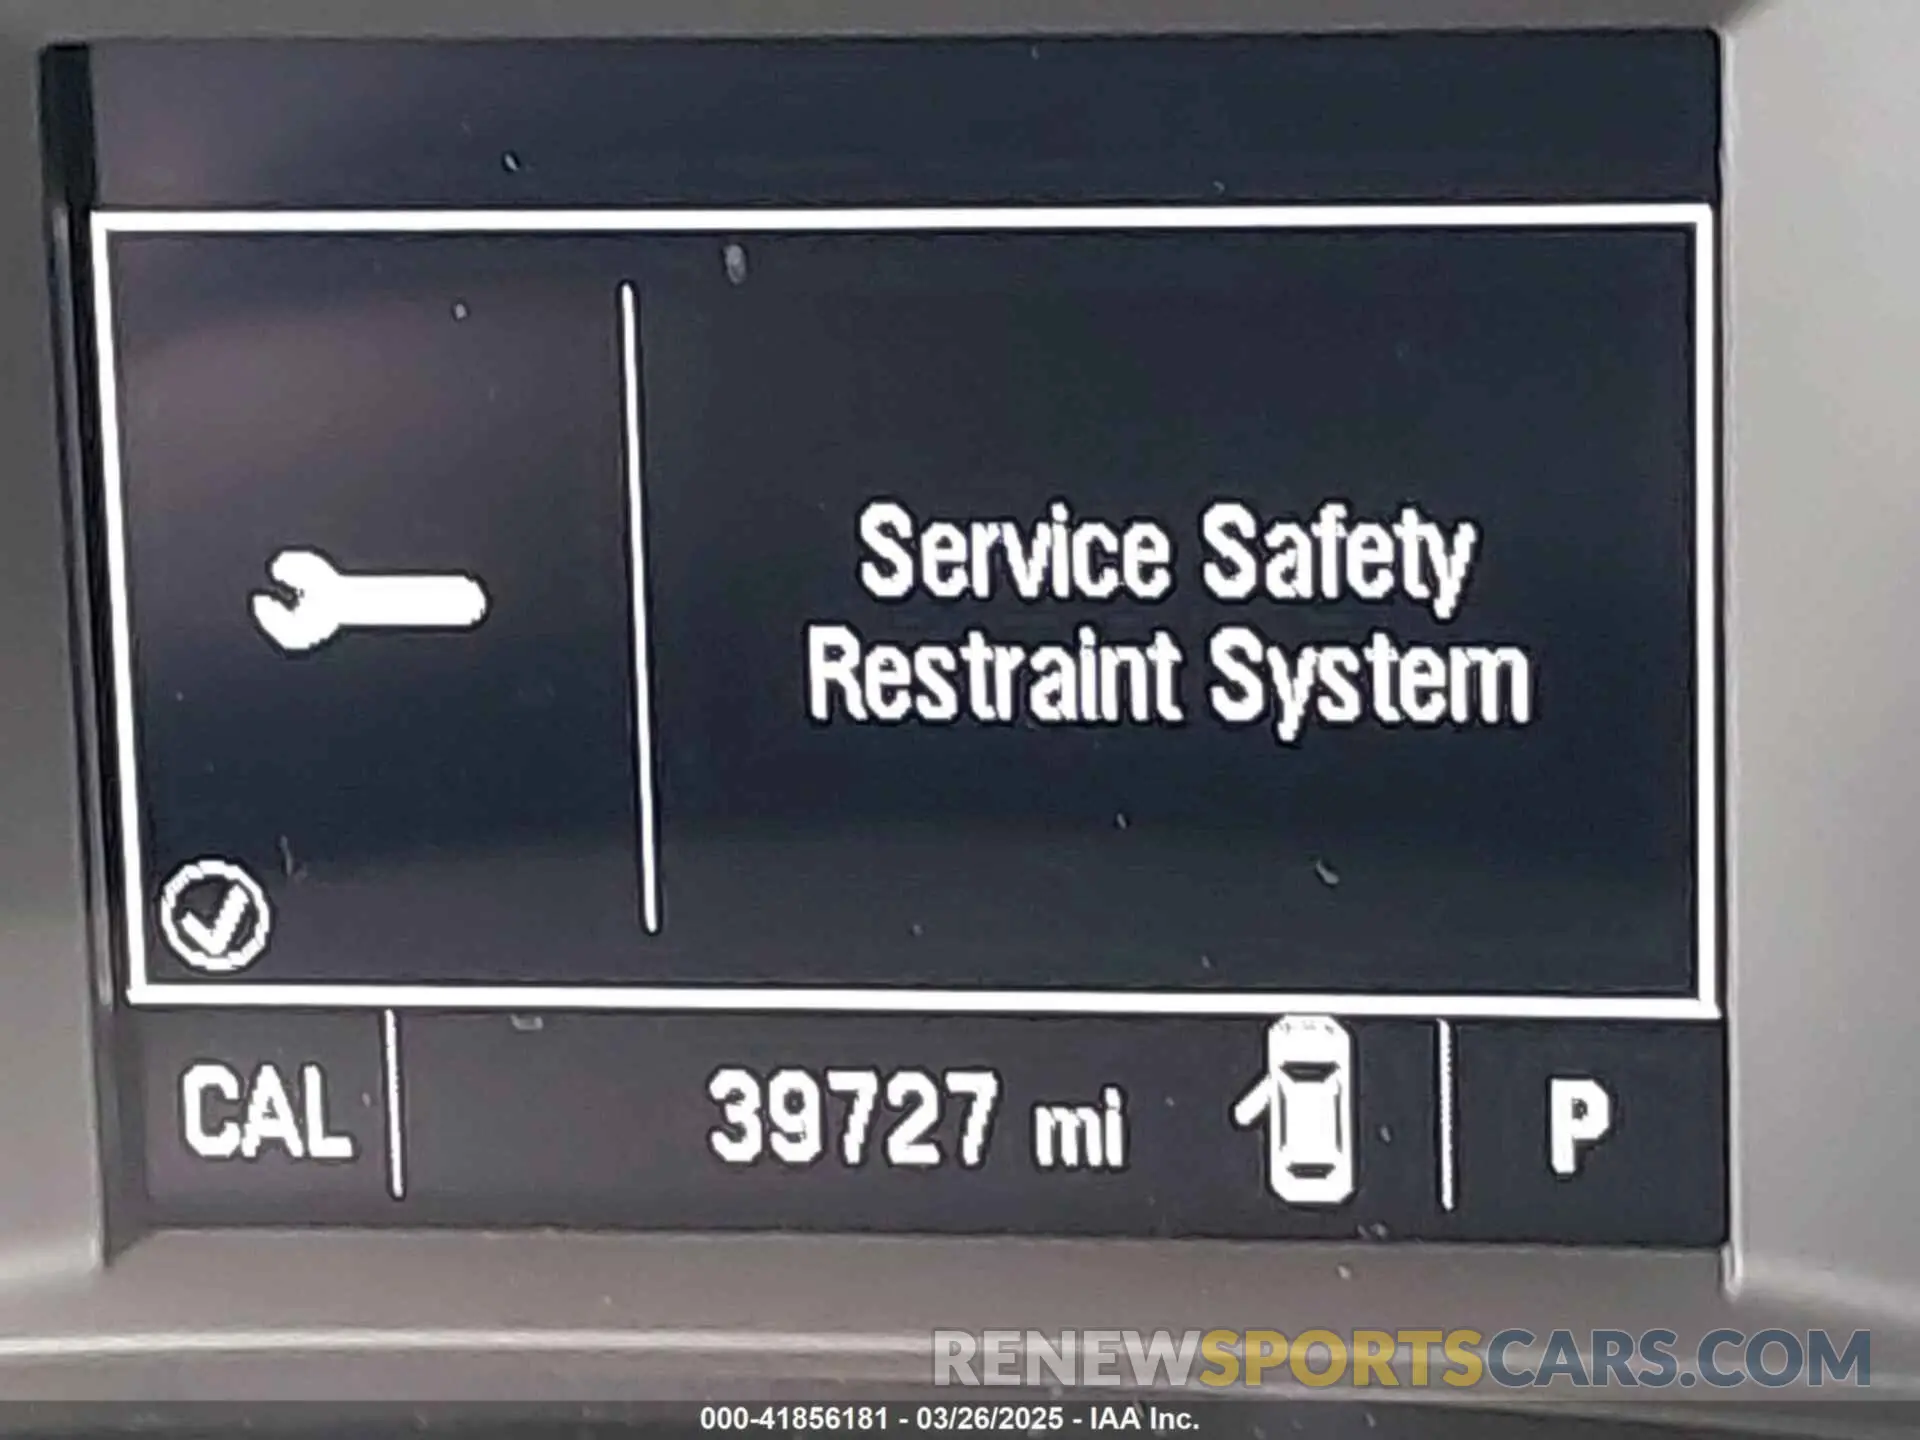 Service Safety
Restraint System
CAL
39727 mi
P
RENEWSPORTSCARS.COM
000-41856181 - 03/26/2025 - IAA Inc.